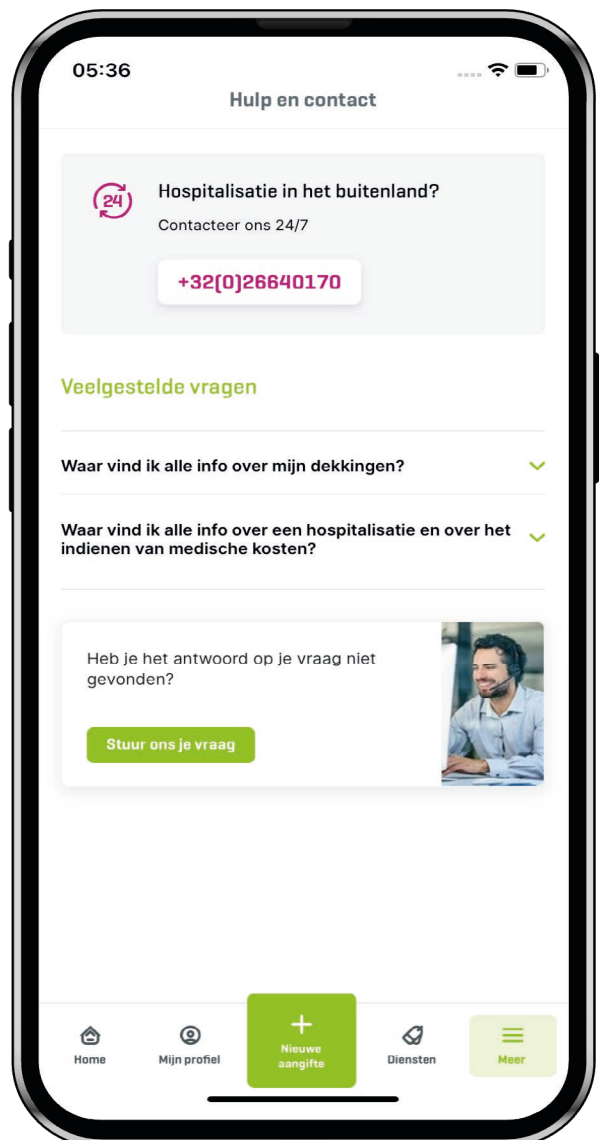 05:36
Hulp en contact
24
Hospitalisatie in het buitenland?
Contacteer ons 24/7
+32(0)26640170
Veelgestelde vragen
Waar vind ik alle info over mijn dekkingen?
Waar vind ik alle info over een hospitalisatie en over het
indienen van medische kosten?
Heb je het antwoord op je vraag niet
gevonden?
Stuur ons je vraag
Home
Mijn profiel
Nieuwe
aangifte
Diensten
Meer